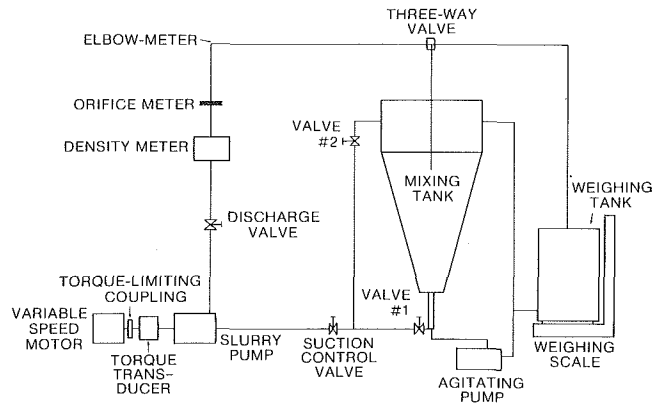 THREE-WAY
VALVE
ELBOW-METER
ORIFICE METER
VALVE
#2
DENSITY METER
MIXING
TANK
WEIGHING
TANK
DISCHARGE
VALVE
TORQUE-LIMITING
COUPLING
VALVE
#1
VARIABLE
SPEED
MOTOR
SLURRY
PUMP
SUCTION
CONTROL
VALVE
WEIGHING
SCALE
TORQUE
TRANS-
DUCER
AGITATING
PUMP